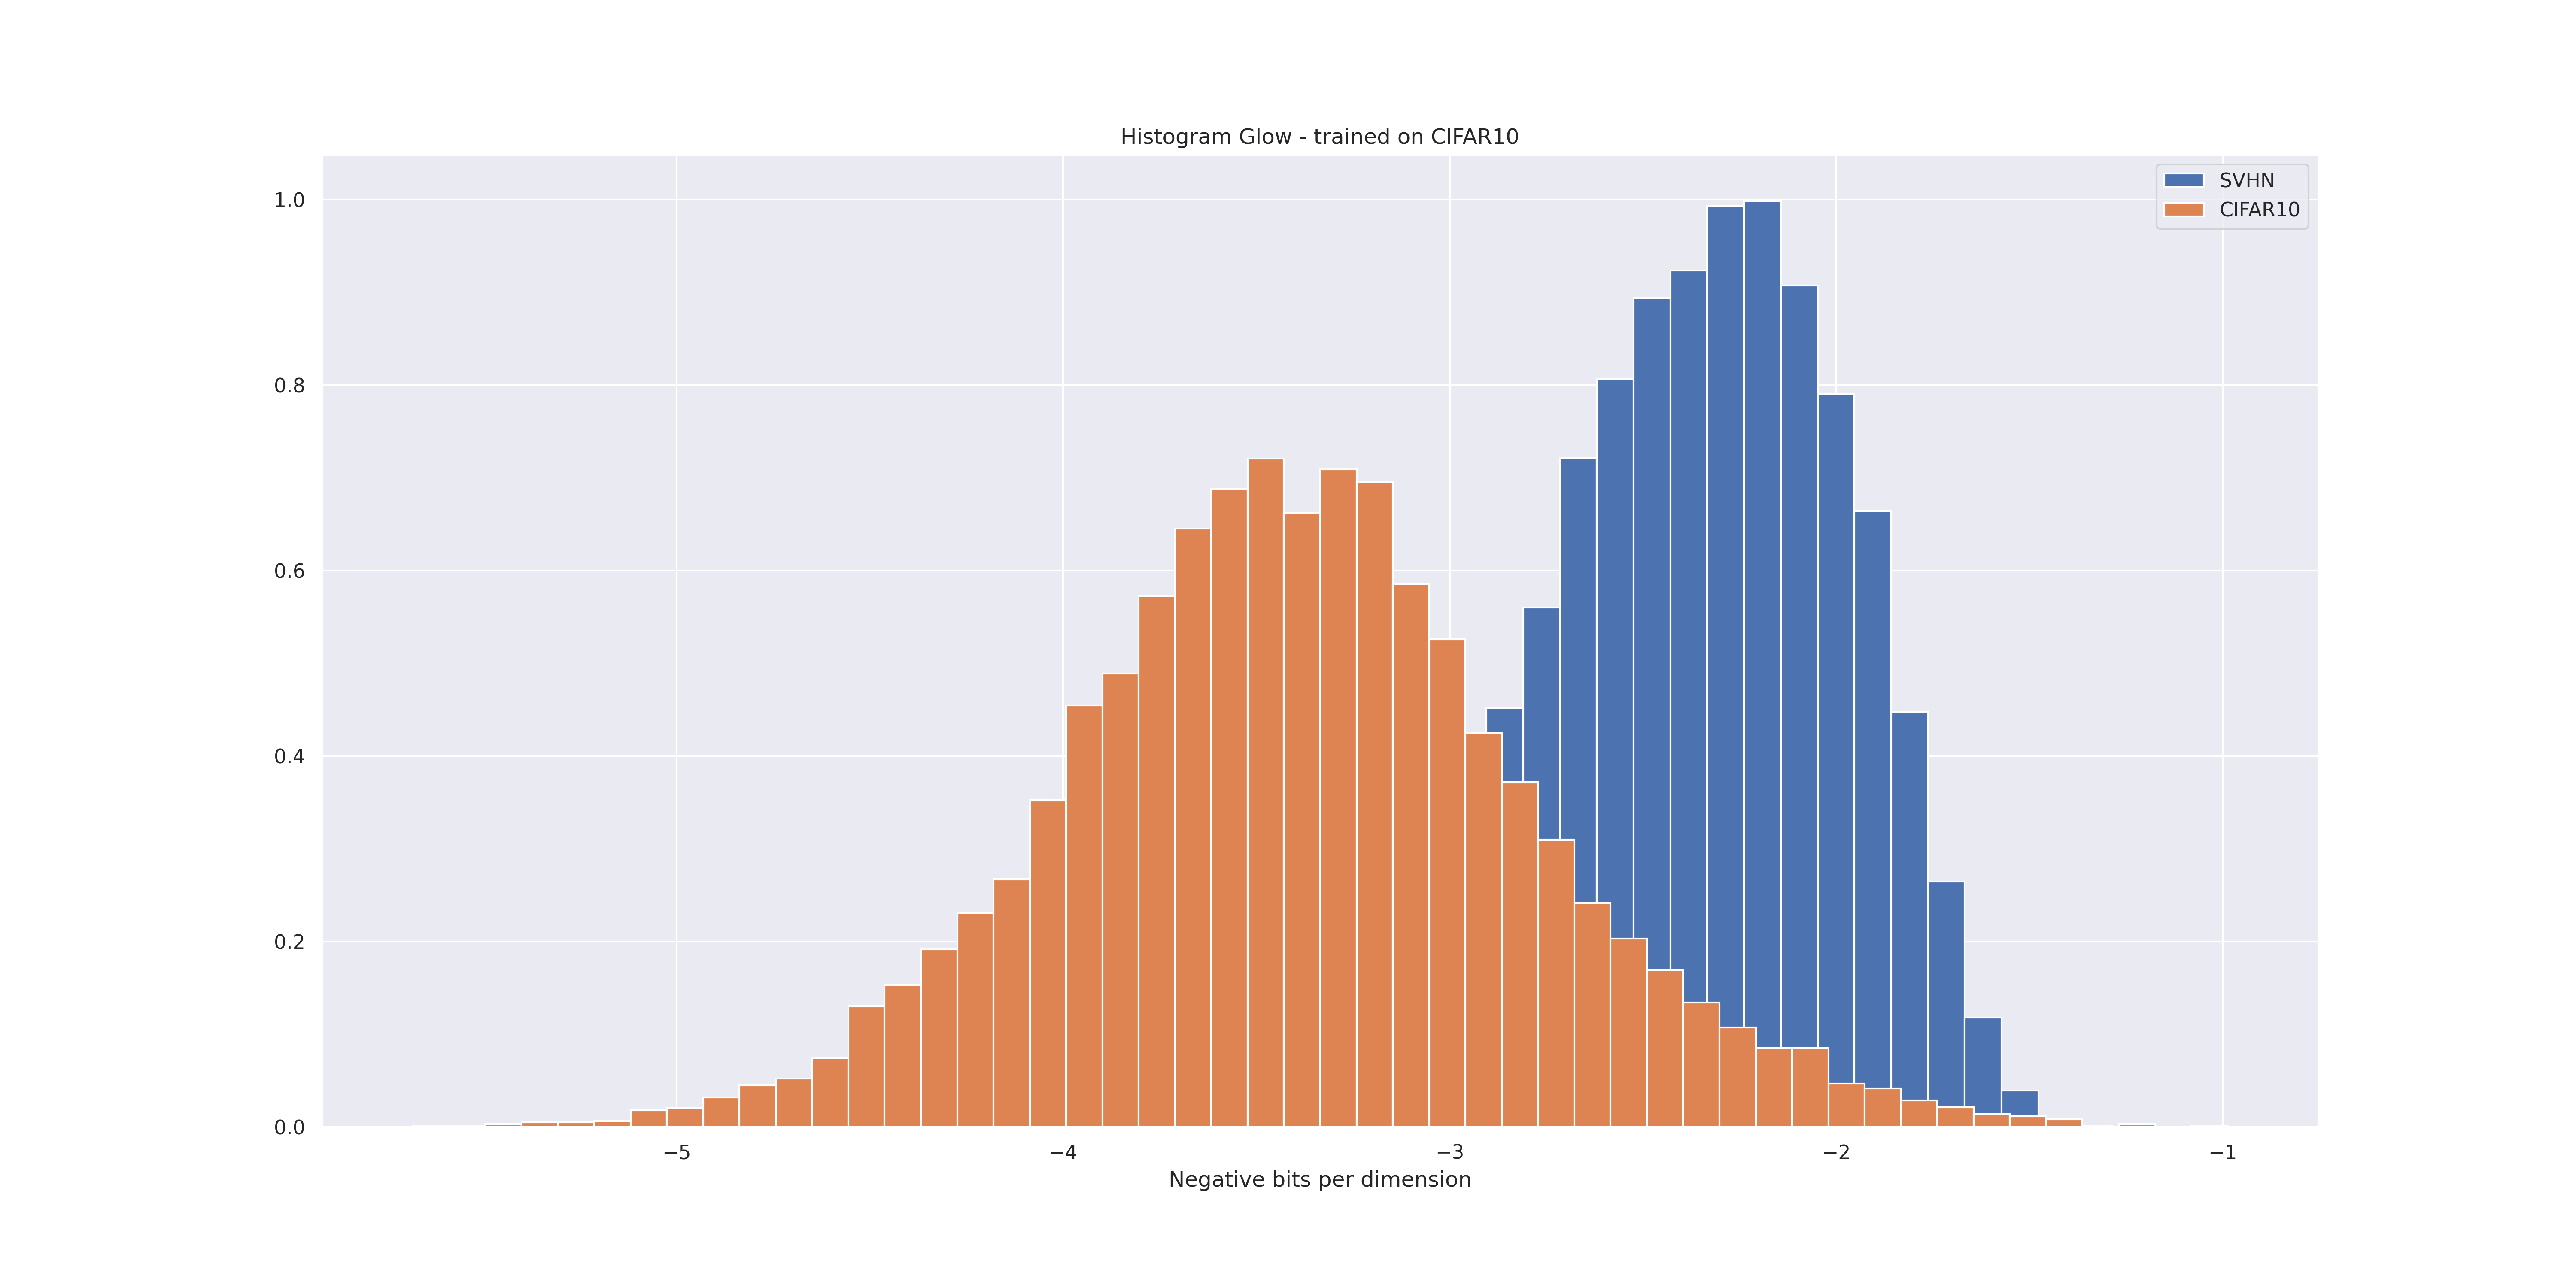 Histogram Glow - trained on CIFAR10
SVHN
CIFAR10
1.0
0.8
0.6
0.4
0.2
0.0
−5 −4 −3 −2 −1
Negative bits per dimension